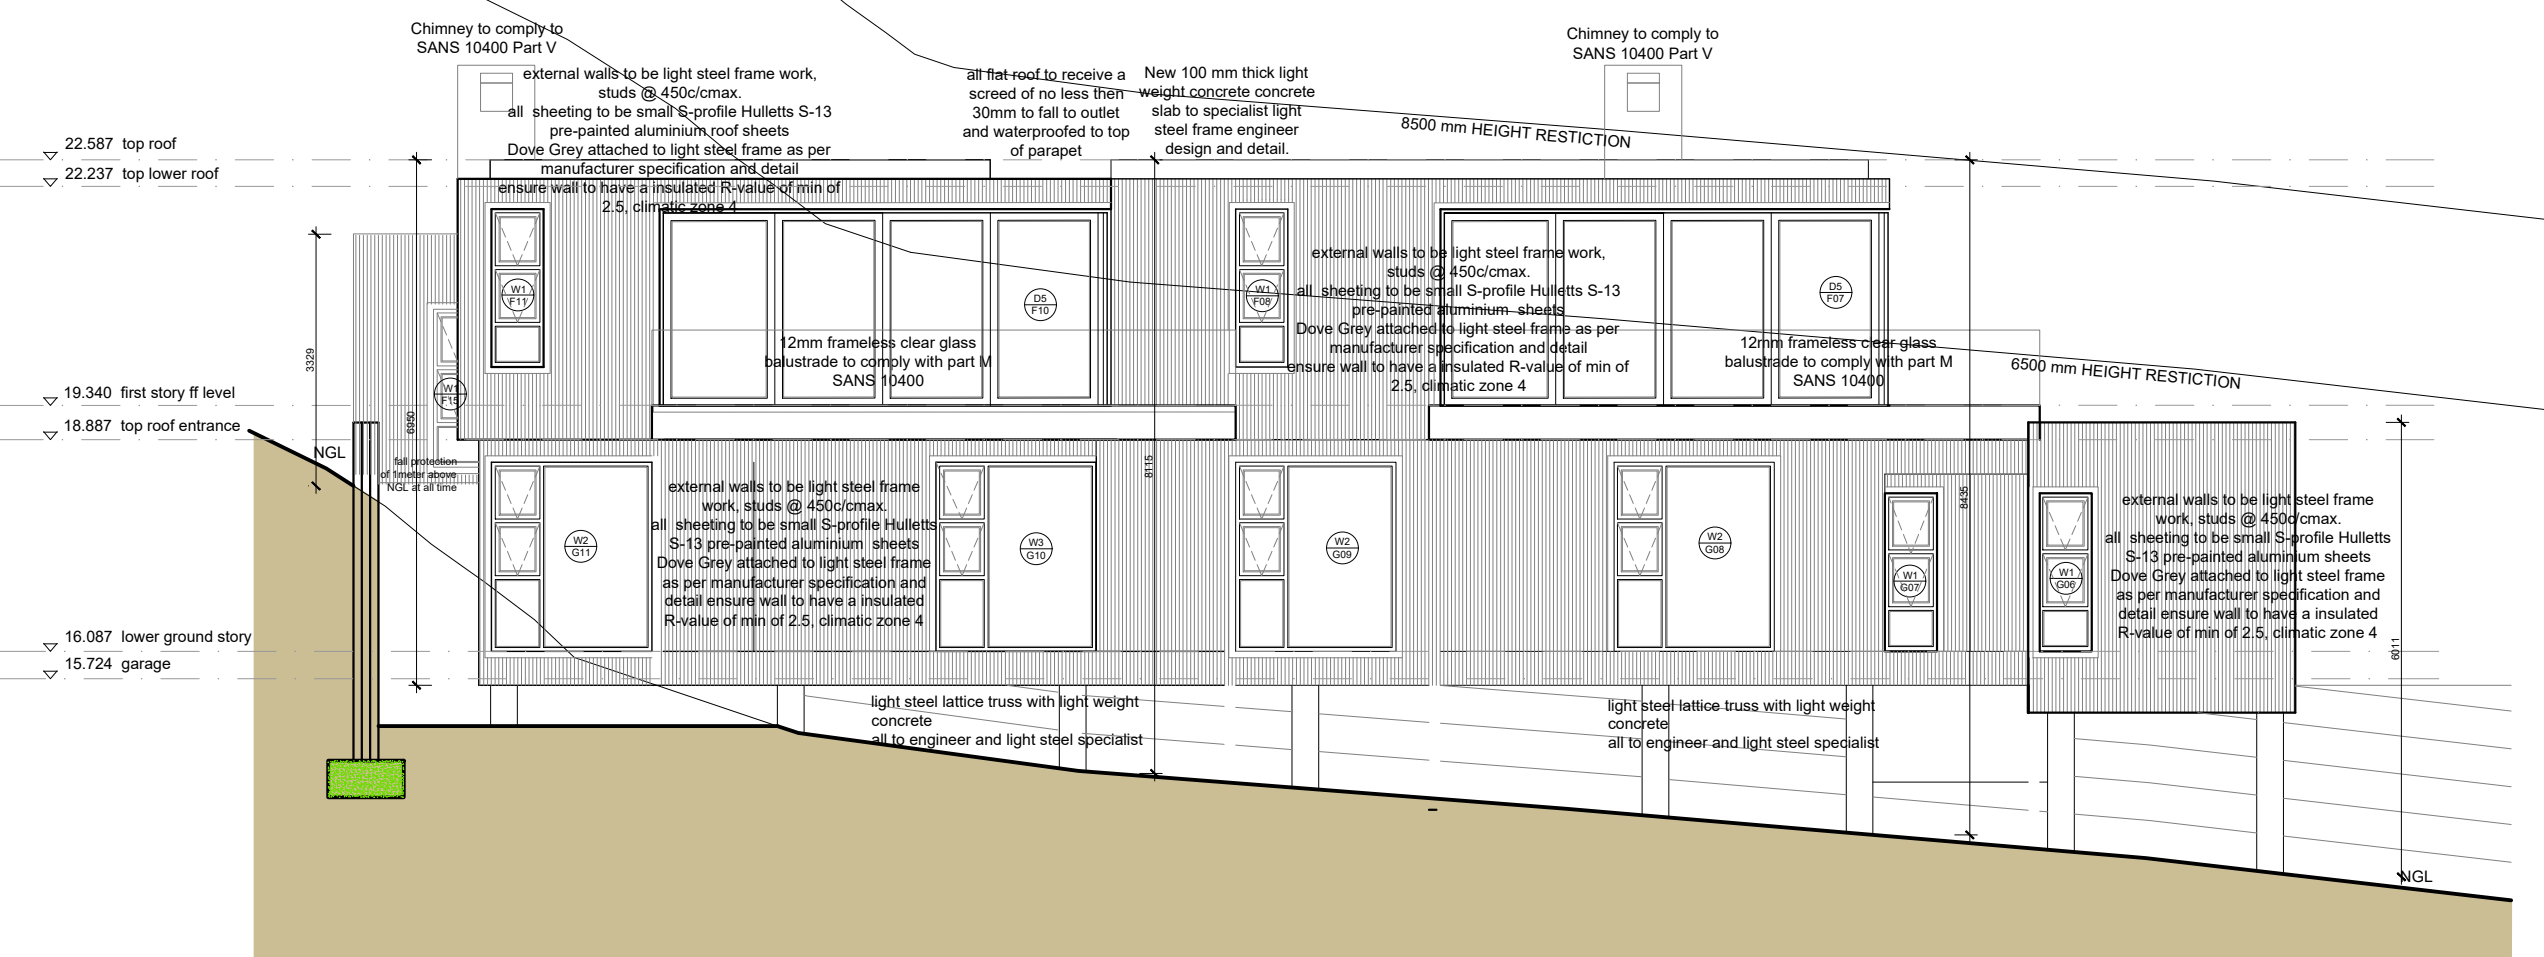 Chimney to comply to
SANS 10400 Part V
Chimney to comply to
SANS 10400 Part V
external walls to be light steel frame work,
studs @ 450c/cmax.
all sheeting to be small S-profile Hulletts S-13
pre-painted aluminium roof sheets
Dove Grey attached to light steel frame as per
manufacturer specification and detail
ensure wall to have a insulated R-value of min of
2.5, climatic zone 4
all flat roof to receive a
screed of no less then
30mm to fall to outlet
and waterproofed to top
of parapet
New 100 mm thick light
weight concrete concrete
slab to specialist light
steel frame engineer
design and detail.
8500 mm HEIGHT RESTICTION
22.587 top roof
22.237 top lower roof
W1
F11
D5
F10
W1
F08
D5
F07
external walls to be light steel frame work,
studs @ 450c/cmax.
all sheeting to be small S-profile Hulletts S-13
pre-painted aluminium sheets
Dove Grey attached to light steel frame as per
manufacturer specification and detail
ensure wall to have a insulated R-value of min of
2.5, climatic zone 4
12mm frameless clear glass
balustrade to comply with part M
SANS 10400
12mm frameless clear glass
balustrade to comply with part M
SANS 10400
6500 mm HEIGHT RESTICTION
3329
W1
F15
19.340 first story ff level
18.887 top roof entrance
6950
NGL
fall protection
of 1meter above
NGL at all time
8115
8435
W2
G11
external walls to be light steel frame
work, studs @ 450c/cmax.
all sheeting to be small S-profile Hulletts
S-13 pre-painted aluminium sheets
Dove Grey attached to light steel frame
as per manufacturer specification and
detail ensure wall to have a insulated
R-value of min of 2.5, climatic zone 4
W3
G10
W2
G09
W2
G08
W1
G07
W1
G06
external walls to be light steel frame
work, studs @ 450c/cmax.
all sheeting to be small S-profile Hulletts
S-13 pre-painted aluminium sheets
Dove Grey attached to light steel frame
as per manufacturer specification and
detail ensure wall to have a insulated
R-value of min of 2.5, climatic zone 4
6011
16.087 lower ground story
15.724 garage
light steel lattice truss with light weight
concrete
all to engineer and light steel specialist
light steel lattice truss with light weight
concrete
all to engineer and light steel specialist
NGL